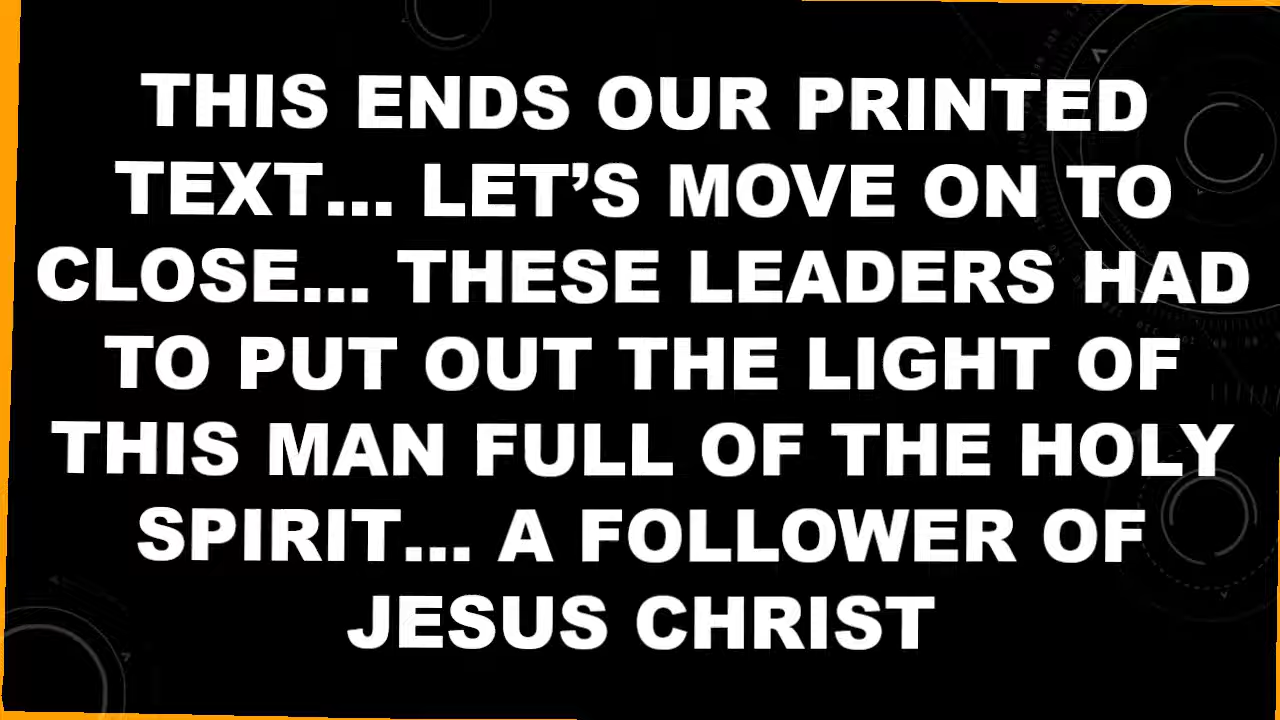 THIS ENDS OUR PRINTED
TEXT... LET’S MOVE ON TO
CLOSE... THESE LEADERS HAD
TO PUT OUT THE LIGHT OF
THIS MAN FULL OF THE HOLY
SPIRIT... A FOLLOWER OF
JESUS CHRIST